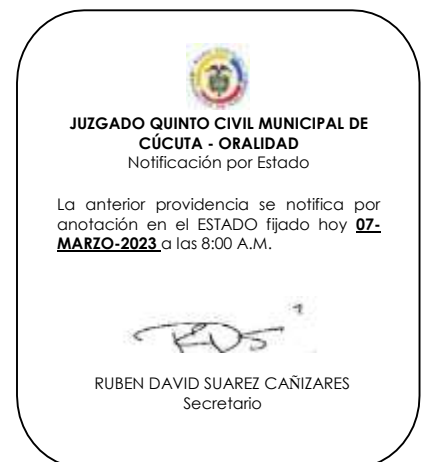 JUZGADO QUINTO CIVIL MUNICIPAL DE
CÚCUTA - ORALIDAD
Notificación por Estado
La anterior providencia se notifica por
anotación en el ESTADO fijado hoy 07-
MARZO-2023 a las 8:00 A.M.
RUBEN DAVID SUAREZ CAÑIZARES
Secretario